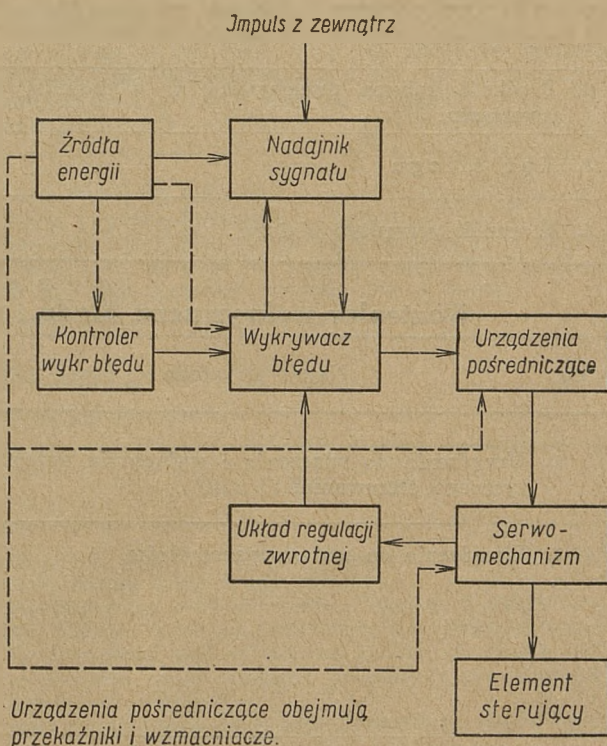 Impuls z zewnątrz
Źródła
energii
Nadajnik
sygnału
Kontroler
wykr błędu
Wykrywacz
błędu
Urządzenia
pośredniczące
Układ regulacji
zwrotnej
Serwo-
mechanizm
Element
sterujący
Urządzenia pośredniczące obejmują
przekaźniki i wzmacniacze.